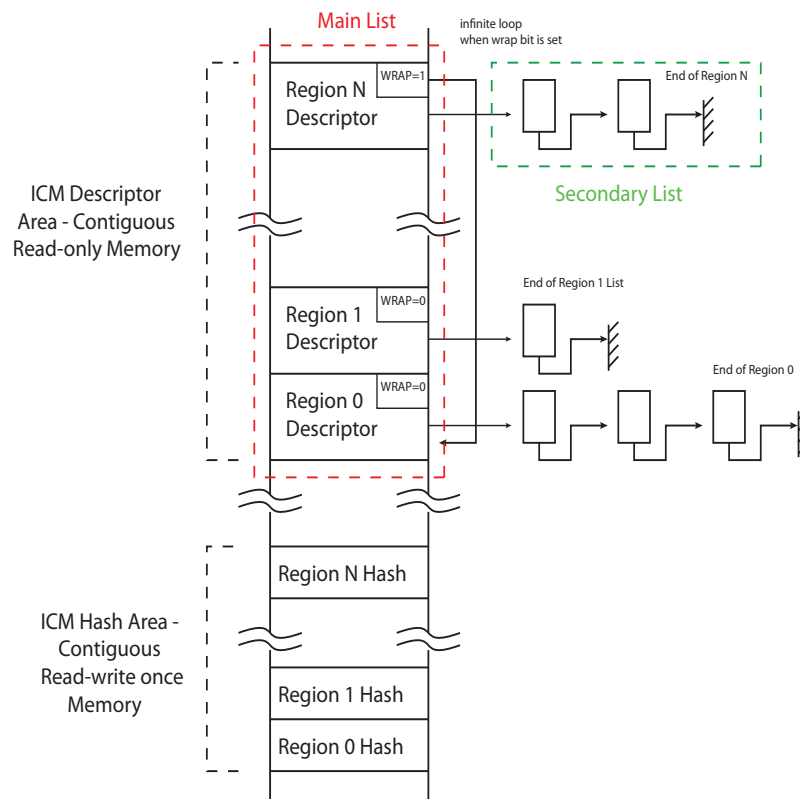 Main List
infinite loop
when wrap bit is set
WRAP=1
End of Region N
Region N
Descriptor
Secondary List
ICM Descriptor
Area - Contiguous
Read-only Memory
End of Region 1 List
WRAP=0
Region 1
Descriptor
End of Region 0
WRAP=0
Region 0
Descriptor
Region N Hash
ICM Hash Area -
Contiguous
Read-write once
Memory
Region 1 Hash
Region 0 Hash